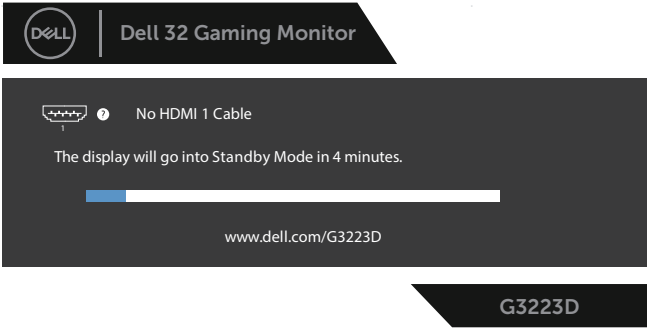 DELL
Dell 32 Gaming Monitor
No HDMI 1 Cable
1
The display will go into Standby Mode in 4 minutes.
www.dell.com/G3223D
G3223D